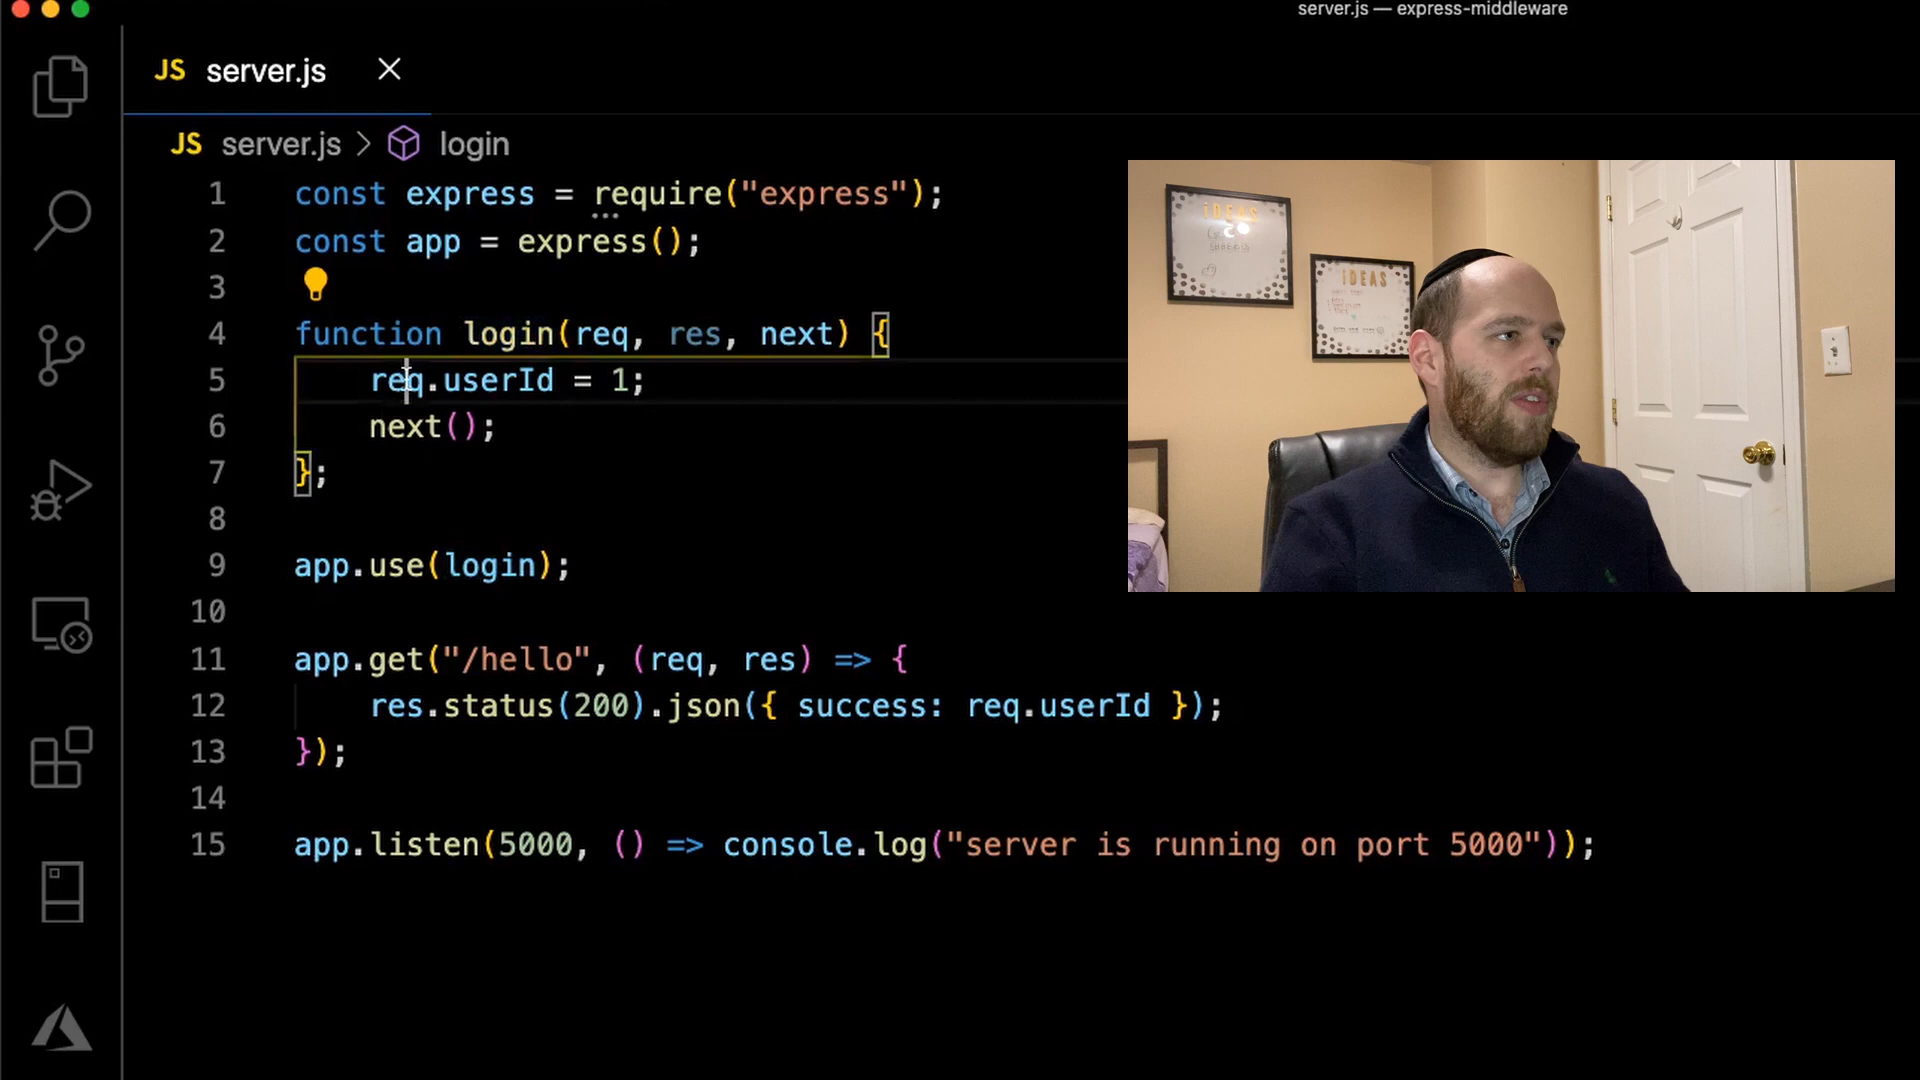 server.js — express-middleware
JS server.js
JS server.js > login
1 const express = require("express");
2 const app = express();
3
4 function login(req, res, next) {
5 req.userId = 1;
6 next();
7 };
8
9 app.use(login);
10
11 app.get("/hello", (req, res) => {
12 res.status(200).json({ success: req.userId });
13 });
14
15 app.listen(5000, () => console.log("server is running on port 5000"));
iDEAS
iDEAS